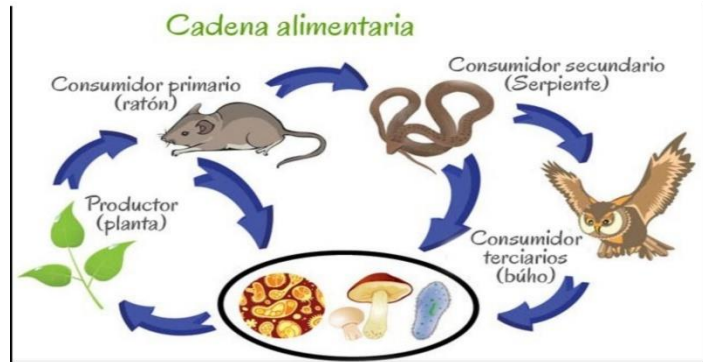 Cadena alimentaria
Consumidor primario
(ratón)
Consumidor secundario
(Serpiente)
Productor
(planta)
Consumidor
terciarios
(búho)